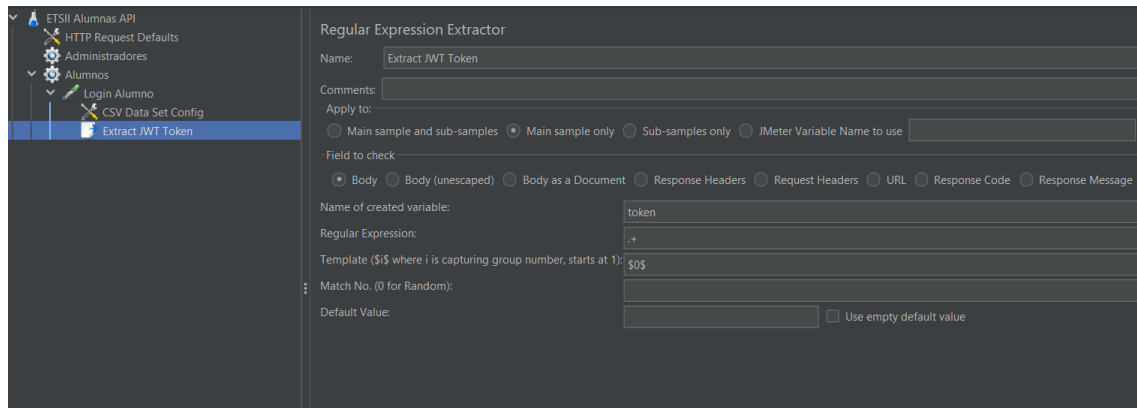 ETSII Alumnas API
HTTP Request Defaults
Administradores
Alumnos
Login Alumno
CSV Data Set Config
Extract JWT Token
Regular Expression Extractor
Name: Extract JWT Token
Comments:
Apply to:
Main sample and sub-samples Main sample only Sub-samples only JMeter Variable Name to use
Field to check
Body Body (unescaped) Body as a Document Response Headers Request Headers URL Response Code Response Message
Name of created variable: token
Regular Expression: .+
Template ($i$ where i is capturing group number, starts at 1): $0$
Match No. (0 for Random):
Default Value: Use empty default value